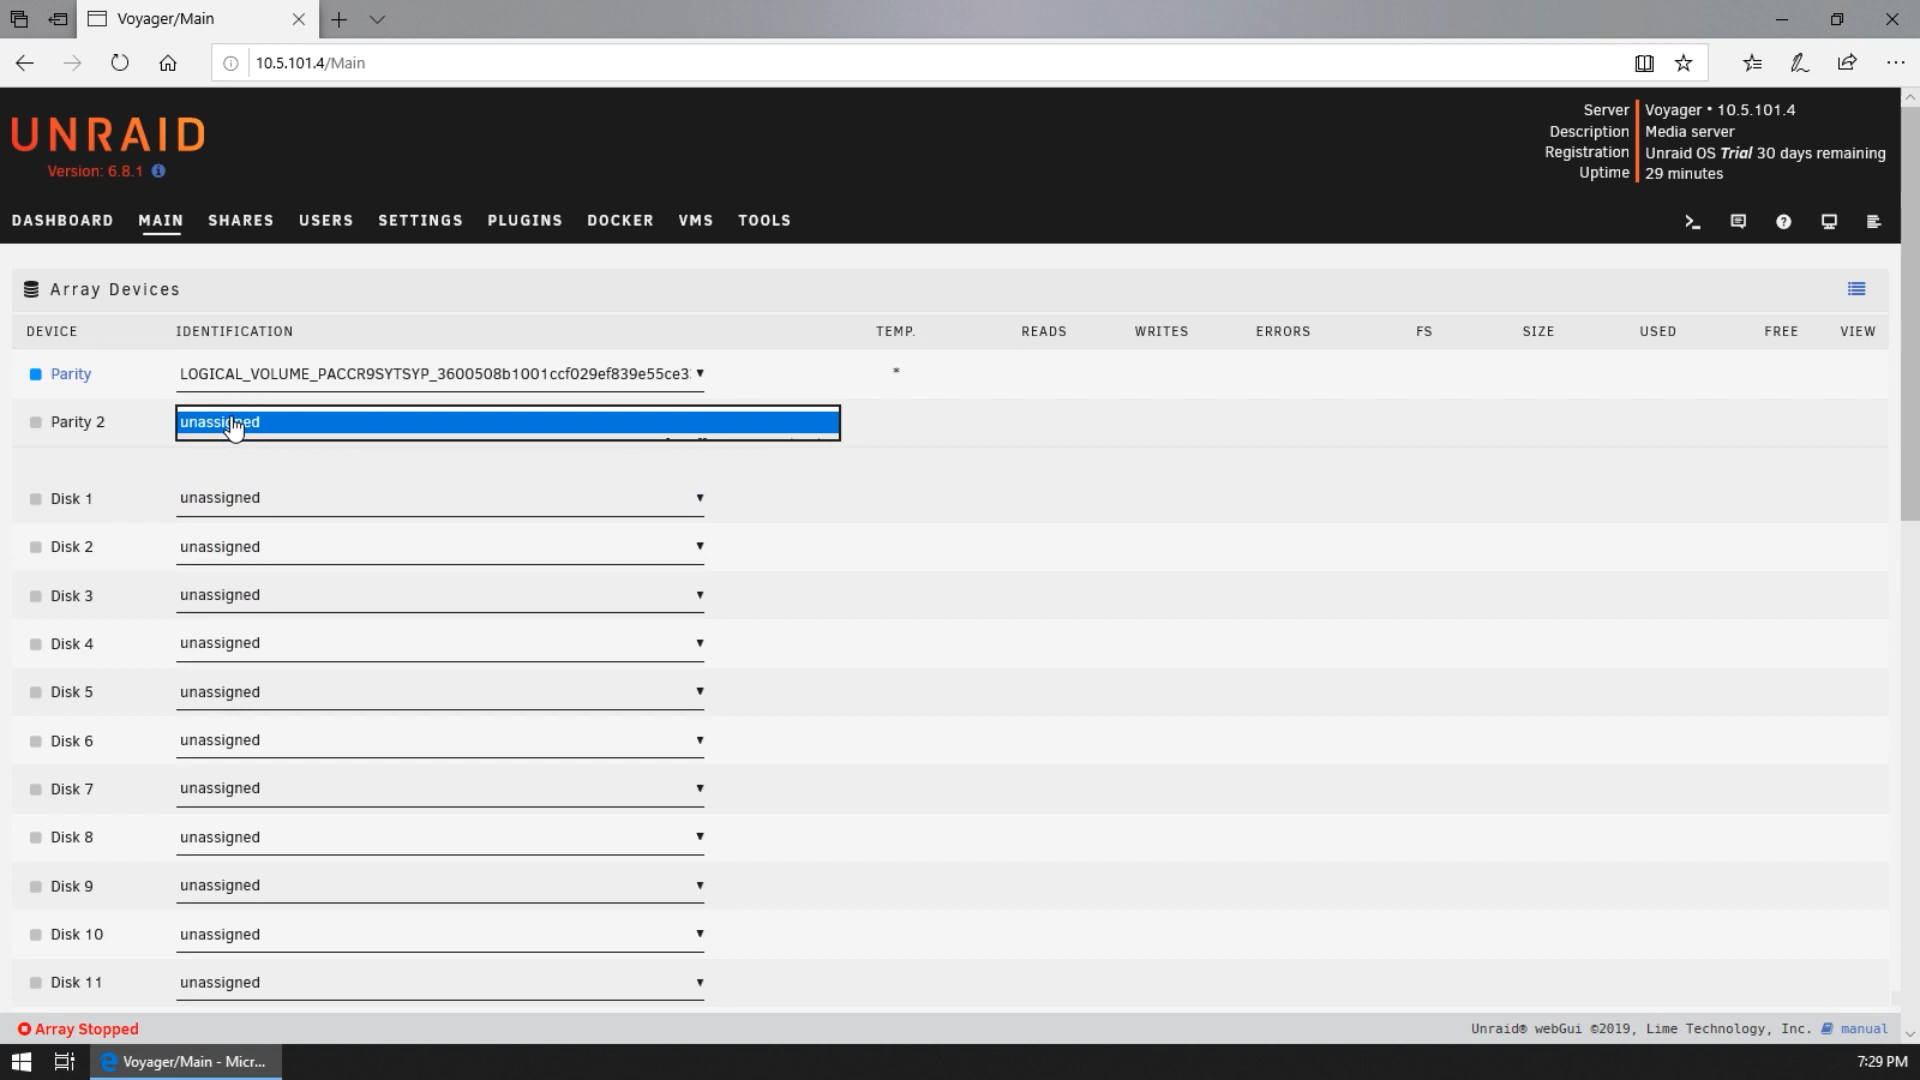 Voyager/Main
10.5.101.4/Main
UNRAID
Version: 6.8.1
Server Voyager • 10.5.101.4
Description Media server
Registration Unraid OS Trial 30 days remaining
Uptime 29 minutes
DASHBOARD MAIN SHARES USERS SETTINGS PLUGINS DOCKER VMS TOOLS
Array Devices
DEVICE IDENTIFICATION TEMP. READS WRITES ERRORS FS SIZE USED FREE VIEW
Parity LOGICAL_VOLUME_PACCR9SYTSYP_3600508b1001ccf029ef839e55ce3 *
Parity 2 unassigned
Disk 1 unassigned
Disk 2 unassigned
Disk 3 unassigned
Disk 4 unassigned
Disk 5 unassigned
Disk 6 unassigned
Disk 7 unassigned
Disk 8 unassigned
Disk 9 unassigned
Disk 10 unassigned
Disk 11 unassigned
Array Stopped Unraid® webGui ©2019, Lime Technology, Inc. manual
Voyager/Main - Micr... 7:29 PM